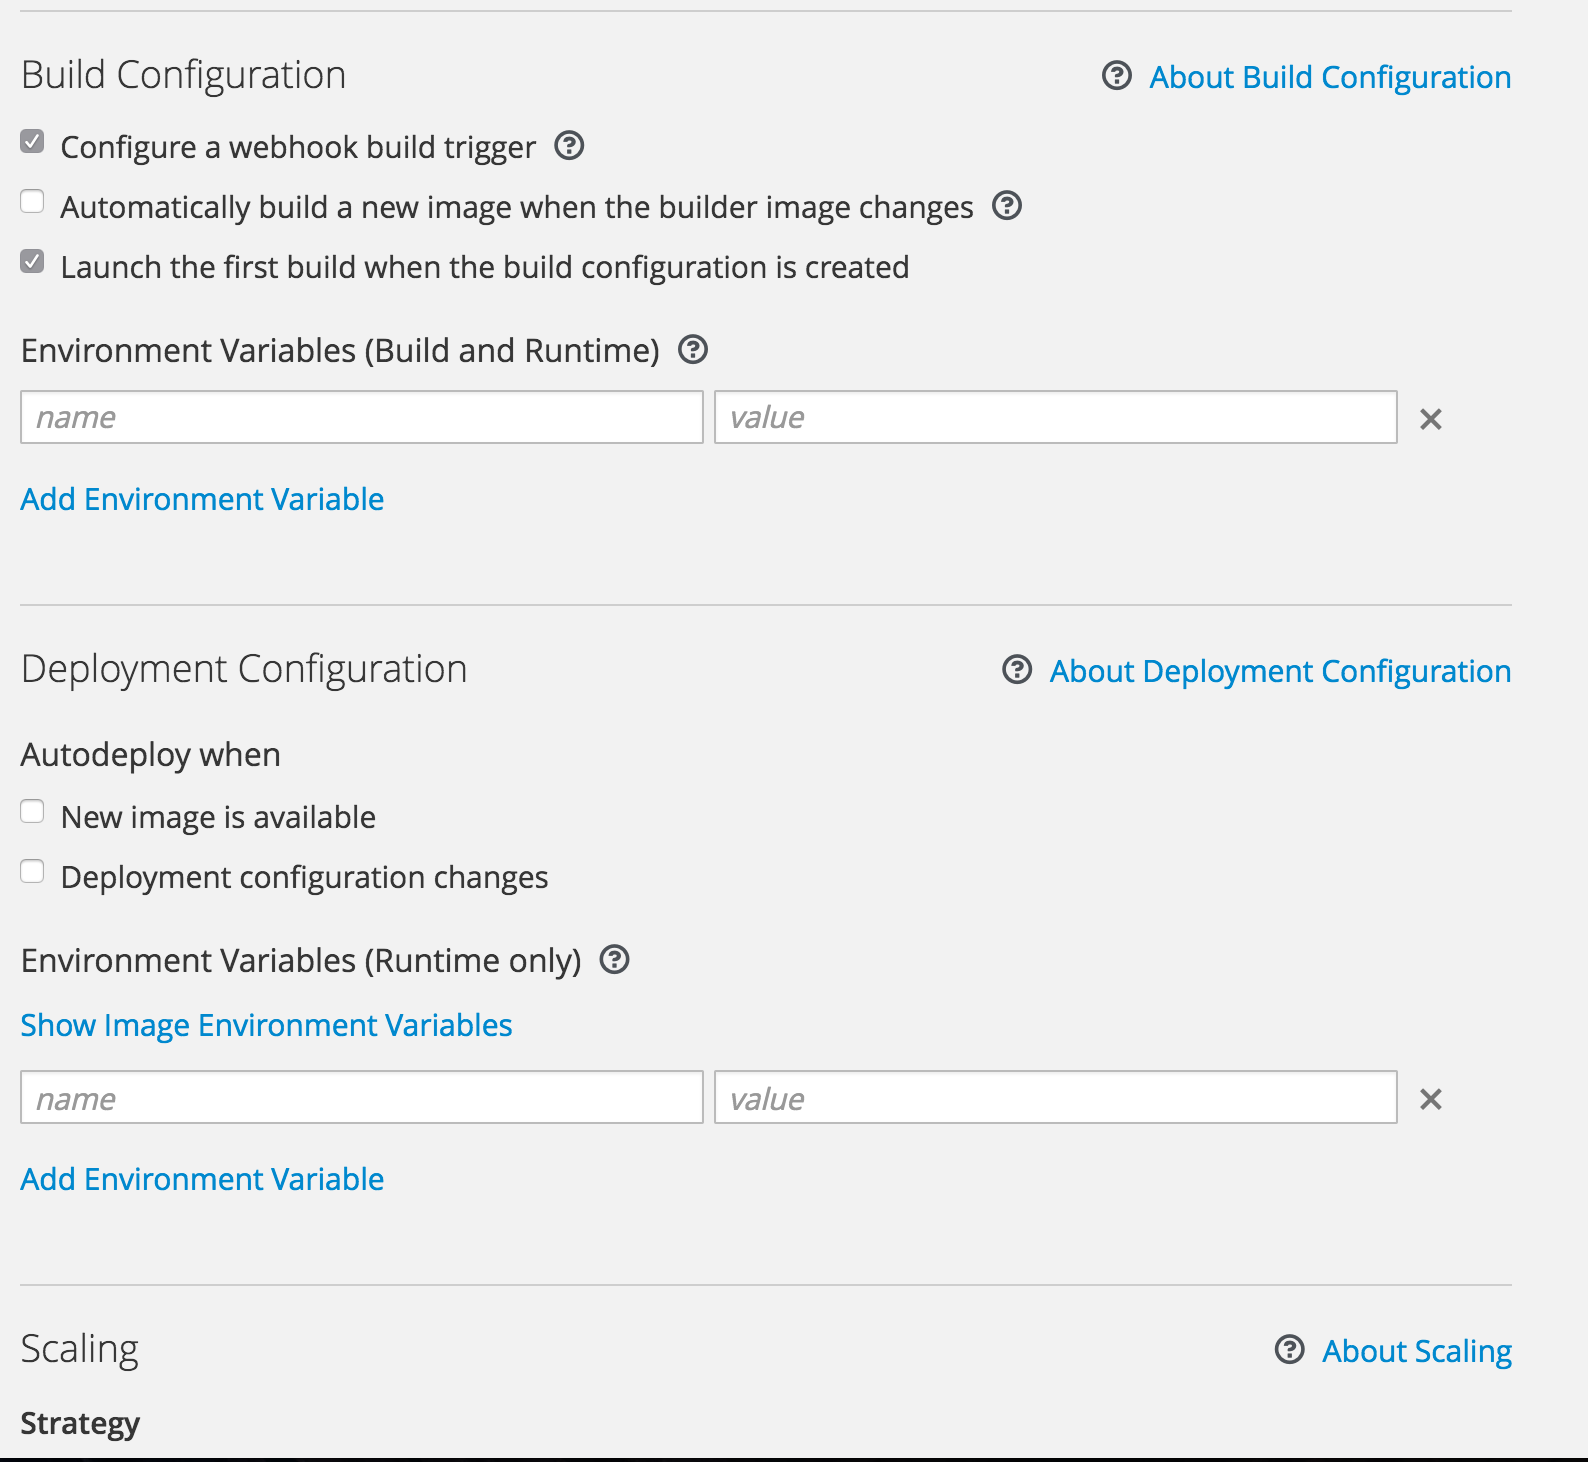 Build Configuration
About Build Configuration
Configure a webhook build trigger
Automatically build a new image when the builder image changes
Launch the first build when the build configuration is created
Environment Variables (Build and Runtime)
name value
Add Environment Variable
Deployment Configuration
About Deployment Configuration
Autodeploy when
New image is available
Deployment configuration changes
Environment Variables (Runtime only)
Show Image Environment Variables
name value
Add Environment Variable
Scaling
About Scaling
Strategy